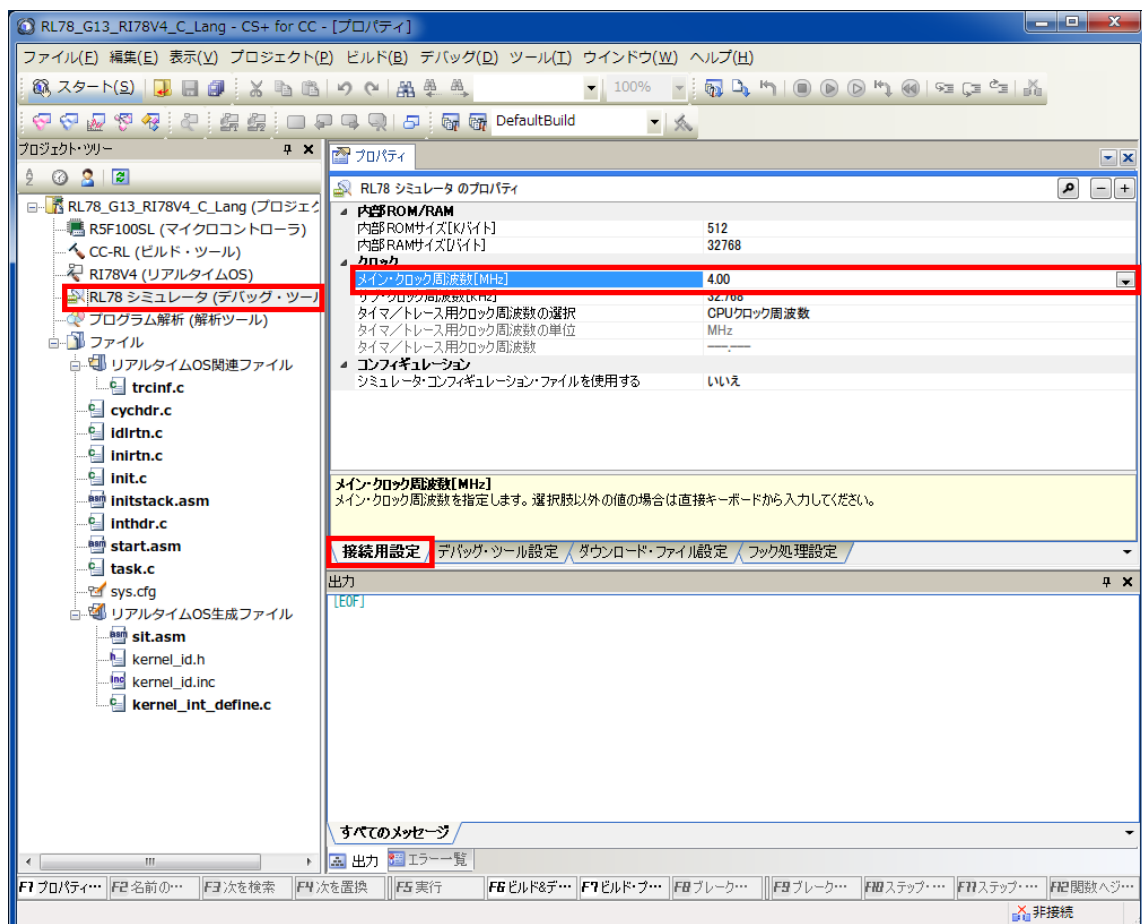 RL78_G13_RI78V4_C_Lang - CS+ for CC - [プロパティ]
ファイル(F) 編集(E) 表示(V) プロジェクト(P) ビルド(B) デバッグ(D) ツール(T) ウインドウ(W) ヘルプ(H)
スタート(S) 100%
DefaultBuild
プロジェクト・ツリー
RL78_G13_RI78V4_C_Lang (プロジェク
R5F100SL (マイクロコントローラ)
CC-RL (ビルド・ツール)
RI78V4 (リアルタイムOS)
RL78 シミュレータ (デバッグ・ツー
プログラム解析 (解析ツール)
ファイル
リアルタイムOS関連ファイル
trcinf.c
cychdr.c
idlrtn.c
inirtn.c
init.c
initstack.asm
inthdr.c
start.asm
task.c
sys.cfg
リアルタイムOS生成ファイル
sit.asm
kernel_id.h
kernel_id.inc
kernel_int_define.c
プロパティ
RL78 シミュレータ のプロパティ
内部ROM/RAM
内部ROMサイズ[Kバイト] 512
内部RAMサイズ[バイト] 32768
クロック
メイン・クロック周波数[MHz] 4.00
サブ・クロック周波数[KHz] 32.768
タイマ/トレース用クロック周波数の選択 CPUクロック周波数
タイマ/トレース用クロック周波数の単位 MHz
タイマ/トレース用クロック周波数 ---.---
コンフィギュレーション
シミュレータ・コンフィギュレーション・ファイルを使用する いいえ
メイン・クロック周波数[MHz]
メイン・クロック周波数を指定します。選択肢以外の値の場合は直接キーボードから入力してください。
接続用設定 デバッグ・ツール設定 ダウンロード・ファイル設定 フック処理設定
出力
[EOF]
すべてのメッセージ
出力 エラー一覧
F1 プロパティ… F2 名前の… F3 次を検索 F4 次を置換 F5 実行 F6 ビルド&デ… F7 ビルド・プ… F8 ブレーク… F9 ブレーク… F10 ステップ・… F11 ステップ・… F12 関数へジ…
非接続